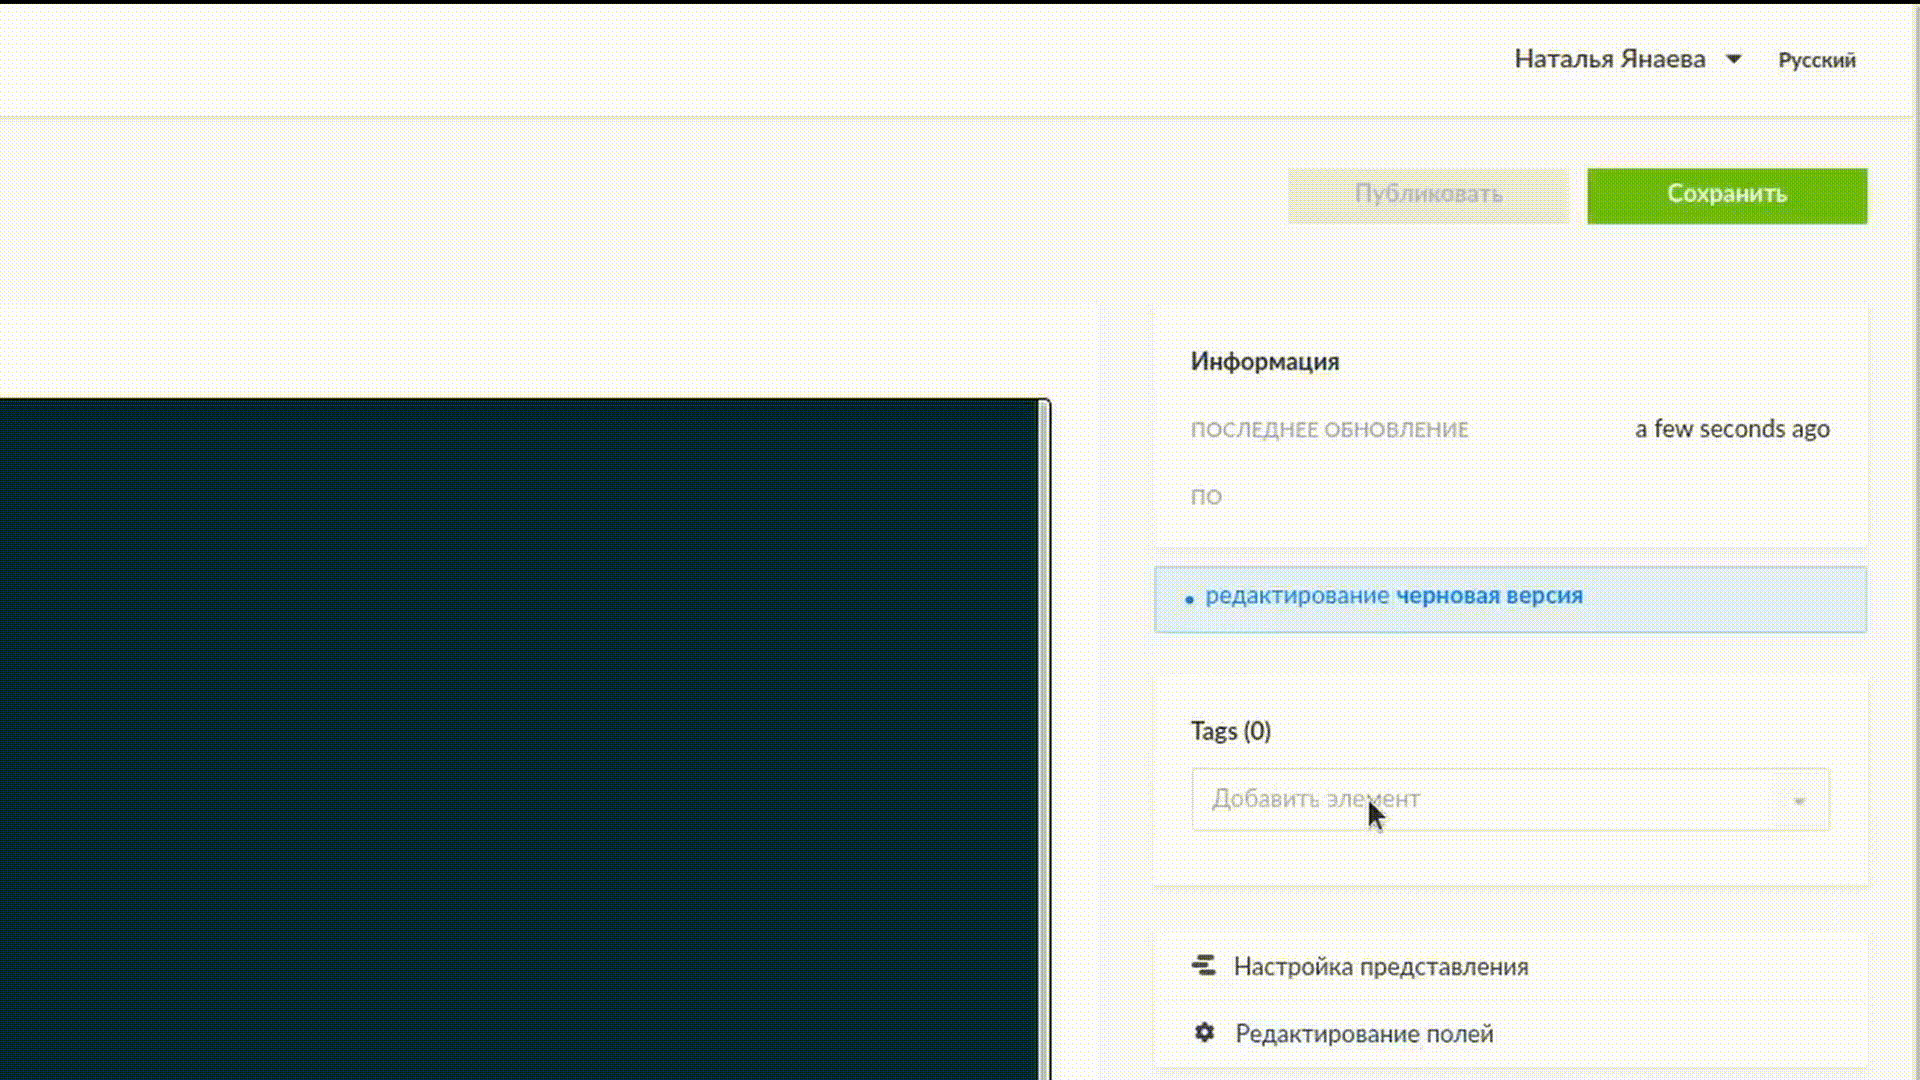 Наталья Янаева
Русский
Публиковать
Сохранить
Информация
ПОСЛЕДНЕЕ ОБНОВЛЕНИЕ
a few seconds ago
ПО
редактирование черновая версия
Tags (0)
Добавить элемент
Настройка представления
Редактирование полей